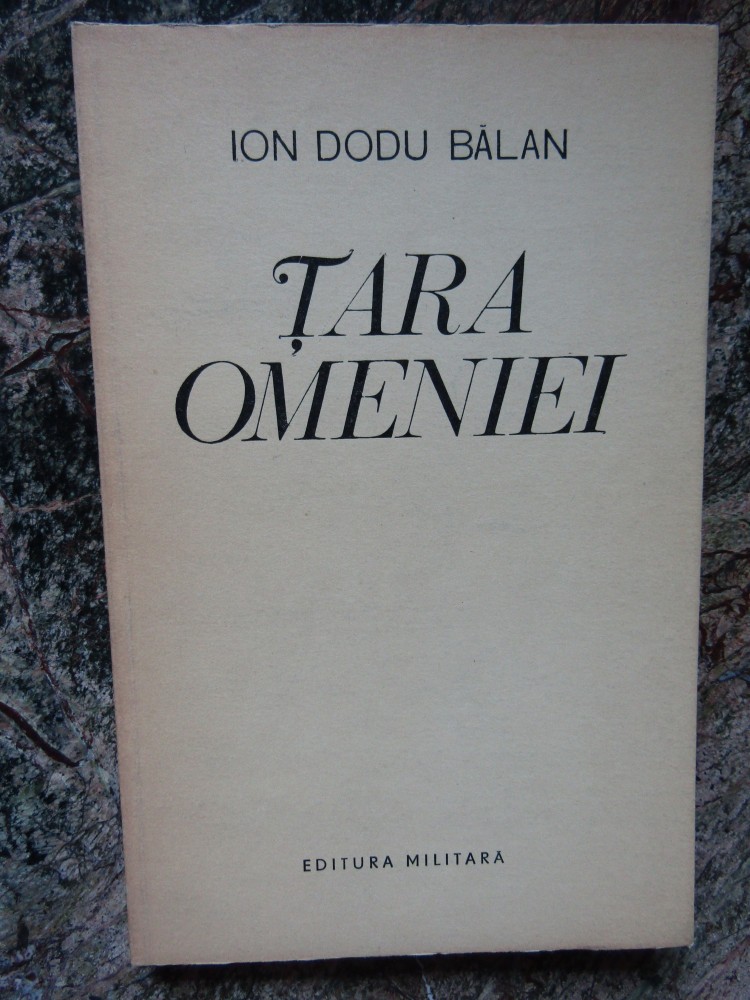 ION DODU BĂLAN
ȚARA
OMENIEI
EDITURA MILITARĂ